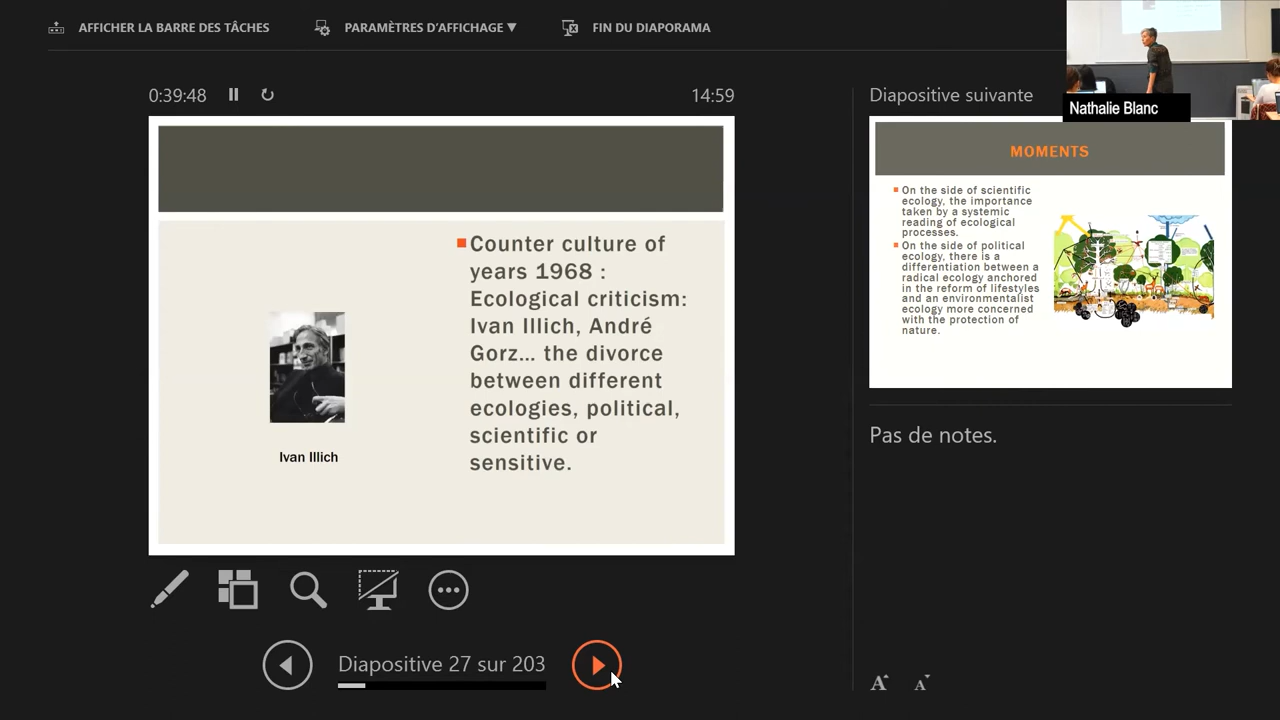 AFFICHER LA BARRE DES TÂCHES
PARAMÈTRES D'AFFICHAGE ▼
FIN DU DIAPORAMA
Nathalie Blanc
0:39:48
14:59
Counter culture of
years 1968 :
Ecological criticism:
Ivan Illich, André
Gorz... the divorce
between different
ecologies, political,
scientific or
sensitive.
Ivan Illich
Diapositive 27 sur 203
Diapositive suivante
MOMENTS
On the side of scientific
ecology, the importance
taken by a systemic
reading of ecological
processes.
On the side of political
ecology, there is a
differentiation between a
radical ecology anchored
in the reform of lifestyles
and an environmentalist
ecology more concerned
with the protection of
nature.
Pas de notes.
A A